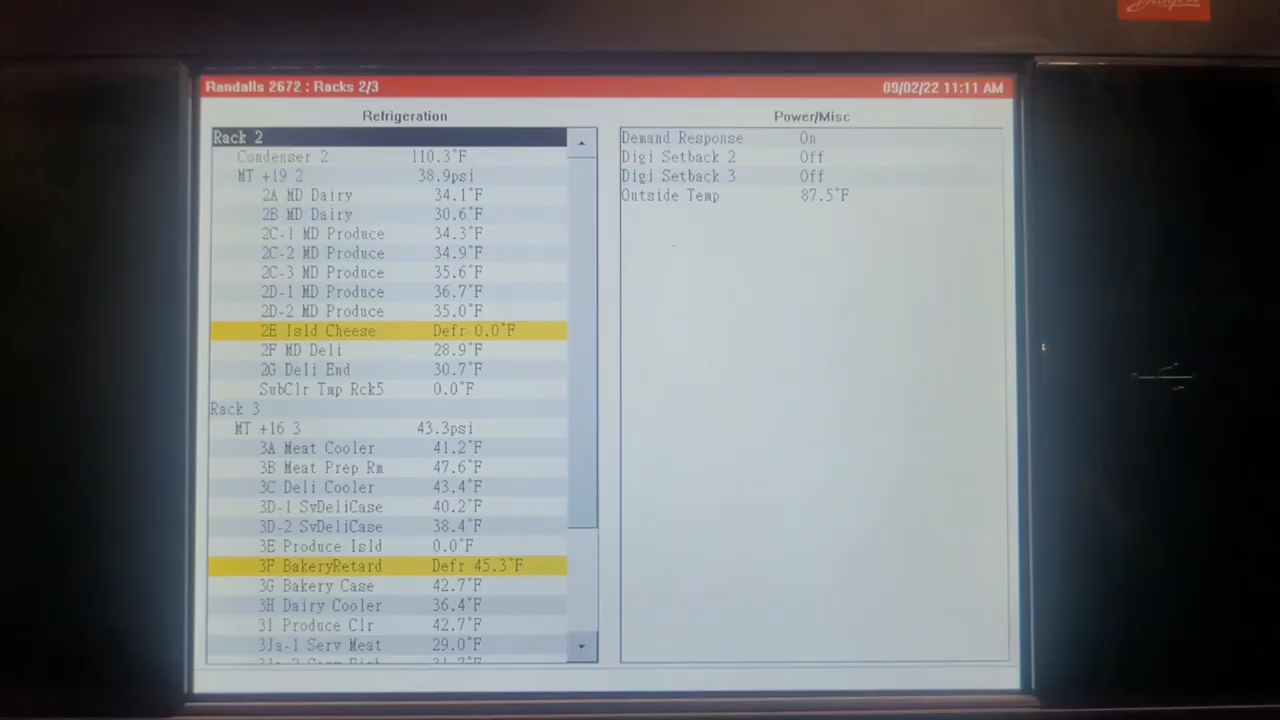 Danfoss
Randalls 2672 : Racks 2/3
09/02/22 11:11 AM
Refrigeration
Rack 2
Condenser 2 110.3°F
MT +19 2 38.9psi
2A MD Dairy 34.1°F
2B MD Dairy 30.6°F
2C-1 MD Produce 34.3°F
2C-2 MD Produce 34.9°F
2C-3 MD Produce 35.6°F
2D-1 MD Produce 36.7°F
2D-2 MD Produce 35.0°F
2E Isld Cheese Defr 0.0°F
2F MD Deli 28.9°F
2G Deli End 30.7°F
SubClr Tmp Rck5 0.0°F
Rack 3
MT +16 3 43.3psi
3A Meat Cooler 41.2°F
3B Meat Prep Rm 47.6°F
3C Deli Cooler 43.4°F
3D-1 SvDeliCase 40.2°F
3D-2 SvDeliCase 38.4°F
3E Produce Isld 0.0°F
3F BakeryRetard Defr 45.3°F
3G Bakery Case 42.7°F
3H Dairy Cooler 36.4°F
3I Produce Clr 42.7°F
3Ja-1 Serv Meat 29.0°F
Power/Misc
Demand Response On
Digi Setback 2 Off
Digi Setback 3 Off
Outside Temp 87.5°F